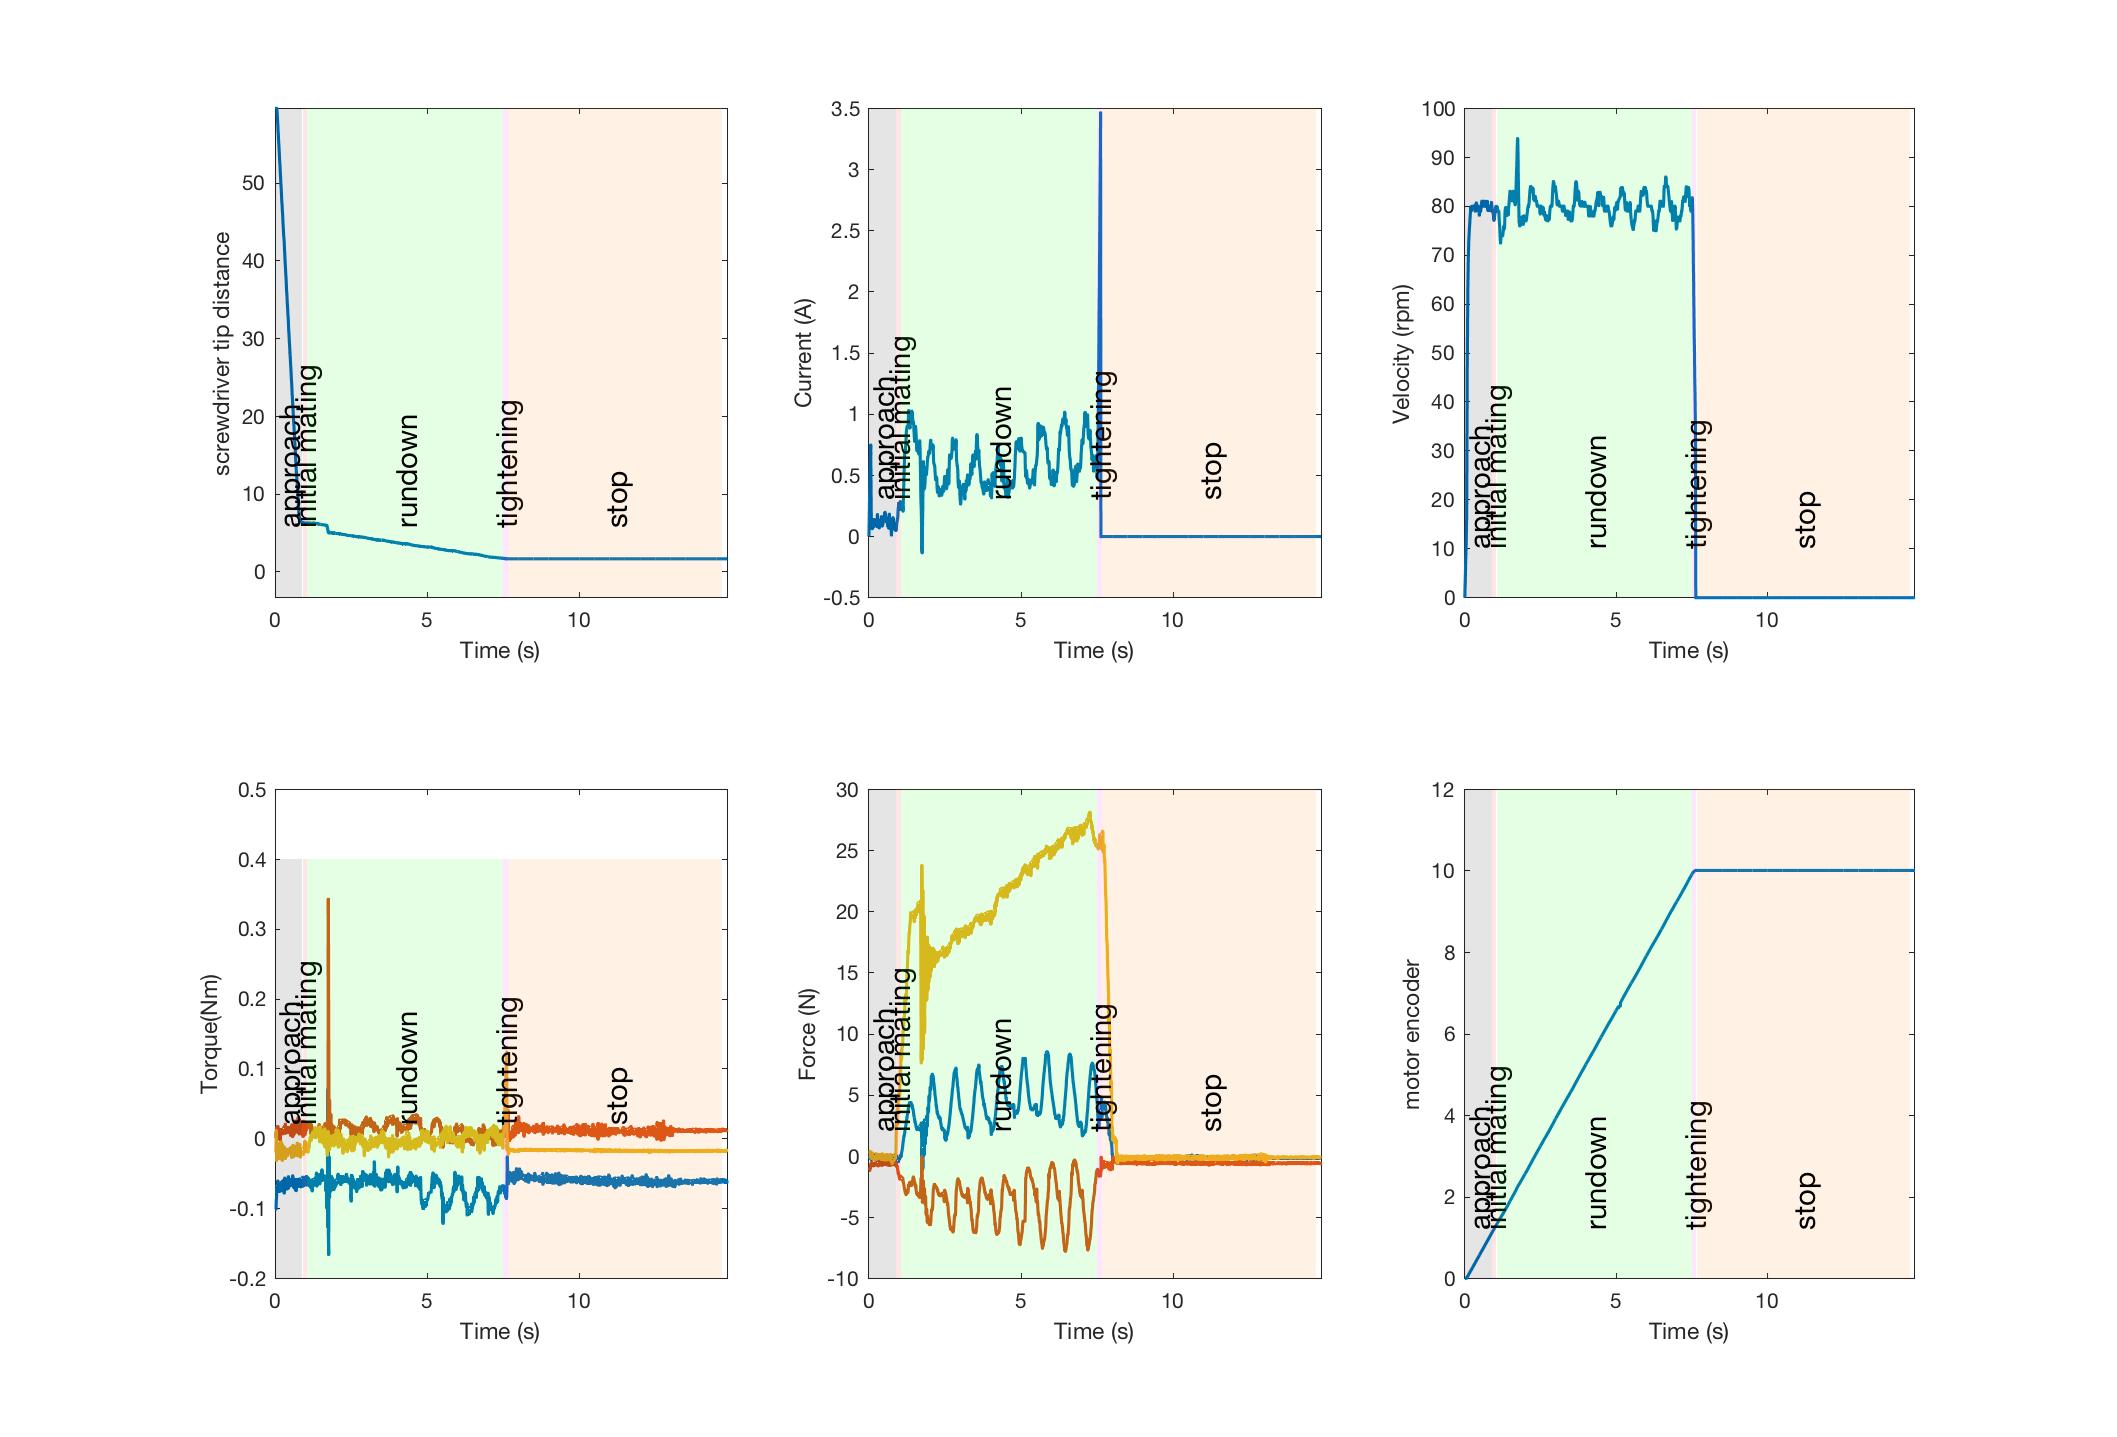 screwdriver tip distance
50
40
30
20
10
0
approach
initial mating
rundown
tightening
stop
0 5 10
Time (s)
Current (A)
3.5
3
2.5
2
1.5
1
0.5
0
-0.5
approach
initial mating
rundown
tightening
stop
0 5 10
Time (s)
Velocity (rpm)
100
90
80
70
60
50
40
30
20
10
0
approach
initial mating
rundown
tightening
stop
0 5 10
Time (s)
Torque(Nm)
0.5
0.4
0.3
0.2
0.1
0
-0.1
-0.2
approach
initial mating
rundown
tightening
stop
0 5 10
Time (s)
Force (N)
30
25
20
15
10
5
0
-5
-10
approach
initial mating
rundown
tightening
stop
0 5 10
Time (s)
motor encoder
12
10
8
6
4
2
0
approach
initial mating
rundown
tightening
stop
0 5 10
Time (s)